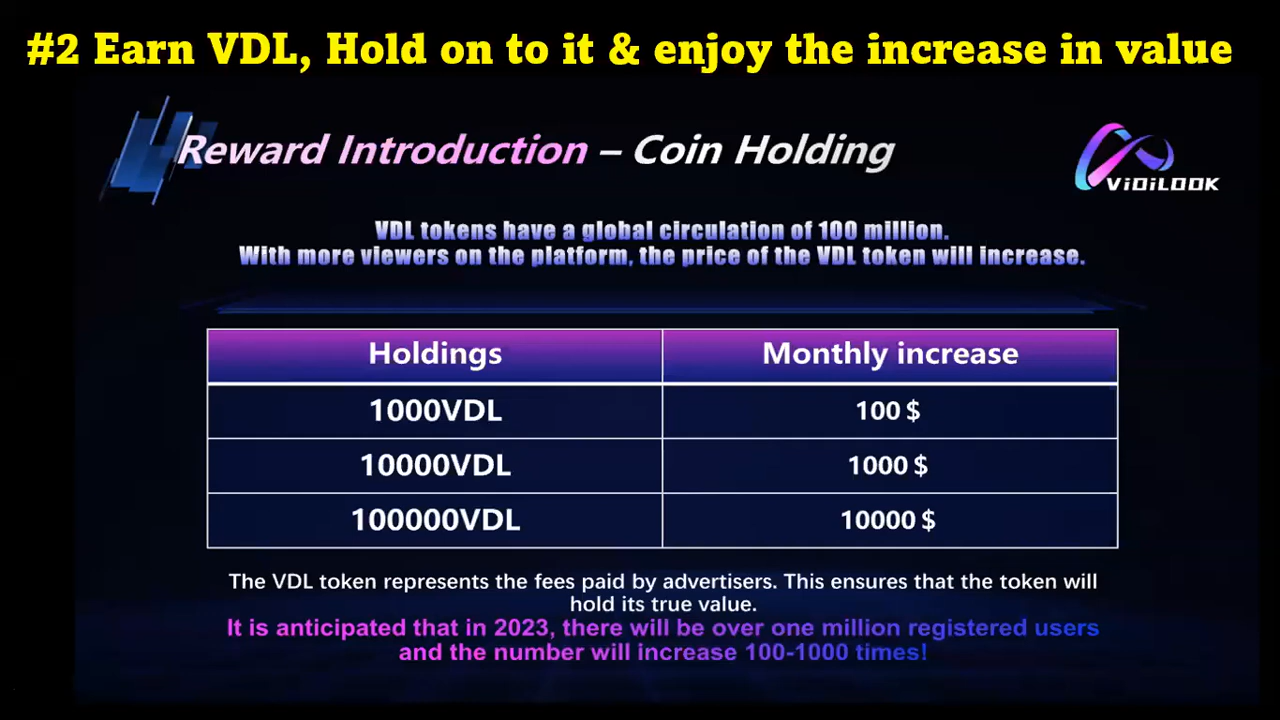 #2 Earn VDL, Hold on to it & enjoy the increase in value
Reward Introduction – Coin Holding
ViDiLOOK
VDL tokens have a global circulation of 100 million.
With more viewers on the platform, the price of the VDL token will increase.
Holdings Monthly increase
1000VDL 100 $
10000VDL 1000 $
100000VDL 10000 $
The VDL token represents the fees paid by advertisers. This ensures that the token will
hold its true value.
It is anticipated that in 2023, there will be over one million registered users
and the number will increase 100-1000 times!